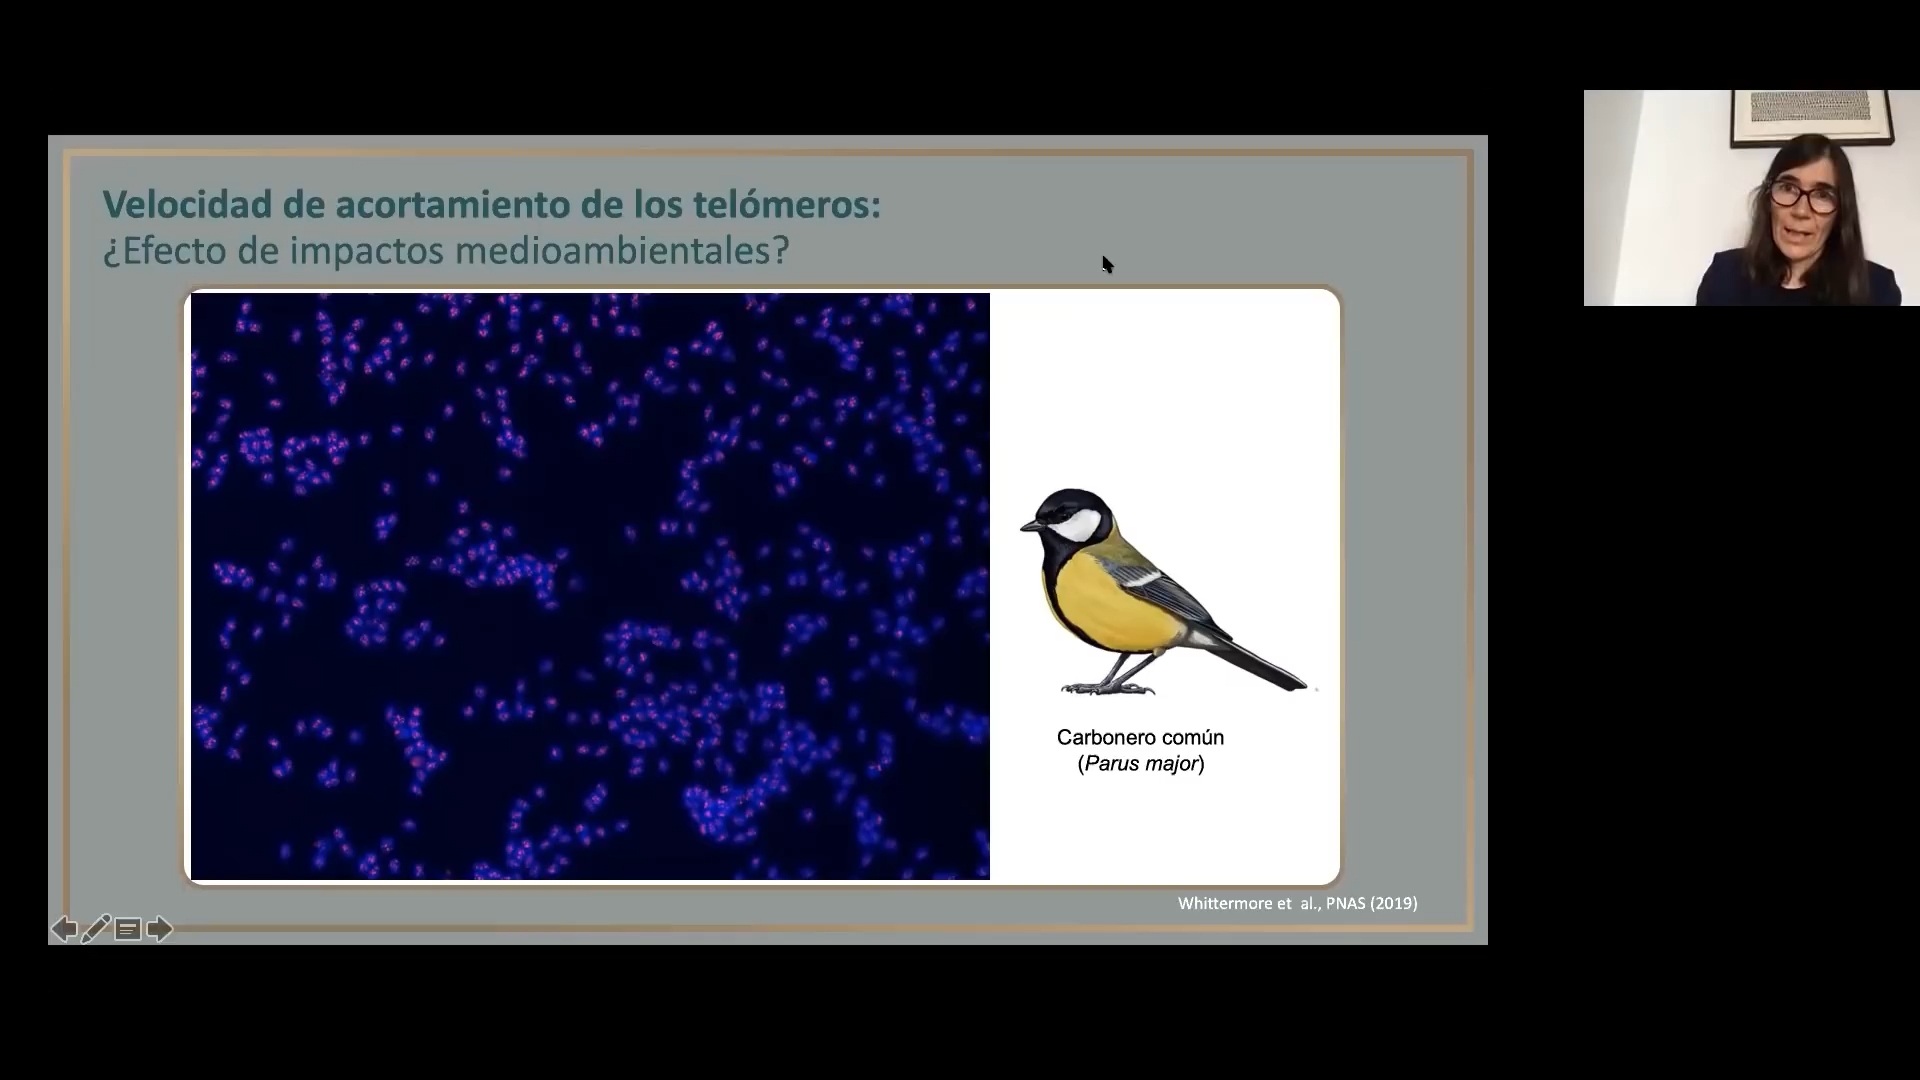 Velocidad de acortamiento de los telómeros:
¿Efecto de impactos medioambientales?
Carbonero común
(Parus major)
Whittermore et al., PNAS (2019)